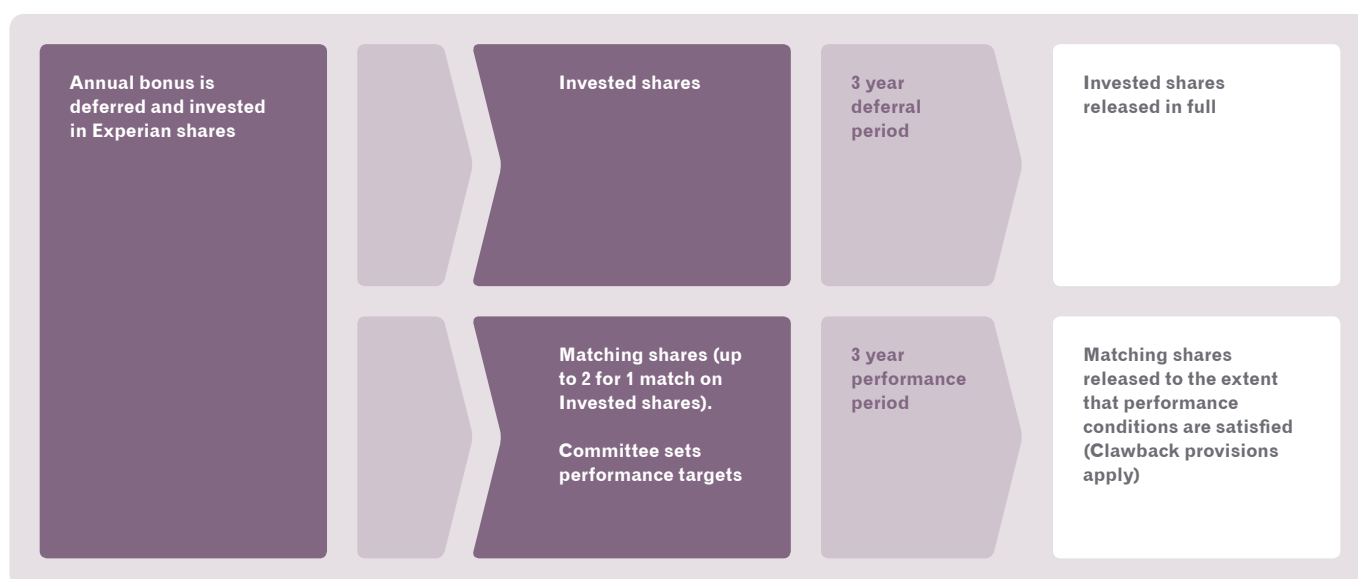 Annual bonus is
deferred and invested
in Experian shares
Invested shares
3 year
deferral
period
Invested shares
released in full
Matching shares (up
to 2 for 1 match on
Invested shares).
Committee sets
performance targets
3 year
performance
period
Matching shares
released to the extent
that performance
conditions are satisfied
(Clawback provisions
apply)